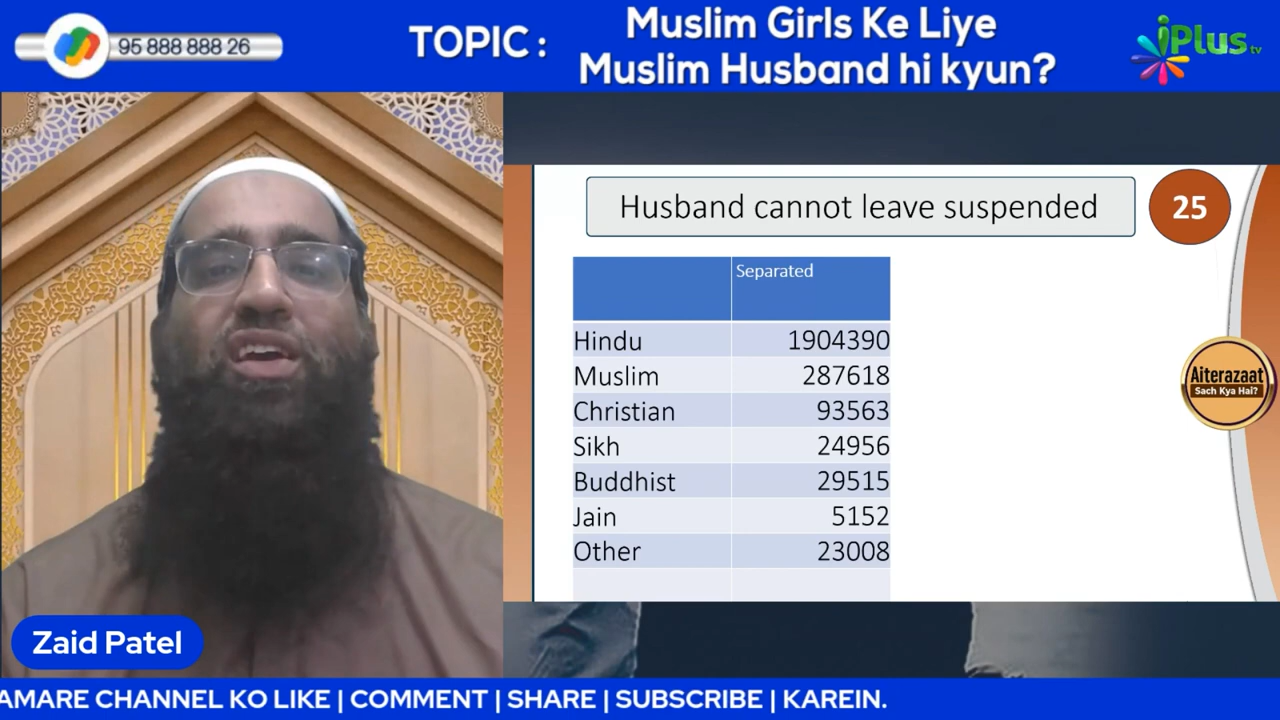 95 888 888 26
TOPIC :
Muslim Girls Ke Liye
Muslim Husband hi kyun?
iPlus tv
Husband cannot leave suspended
25
Separated
Hindu 1904390
Muslim 287618
Christian 93563
Sikh 24956
Buddhist 29515
Jain 5152
Other 23008
Aiterazaat
Sach Kya Hai?
Zaid Patel
AMARE CHANNEL KO LIKE | COMMENT | SHARE | SUBSCRIBE | KAREIN.